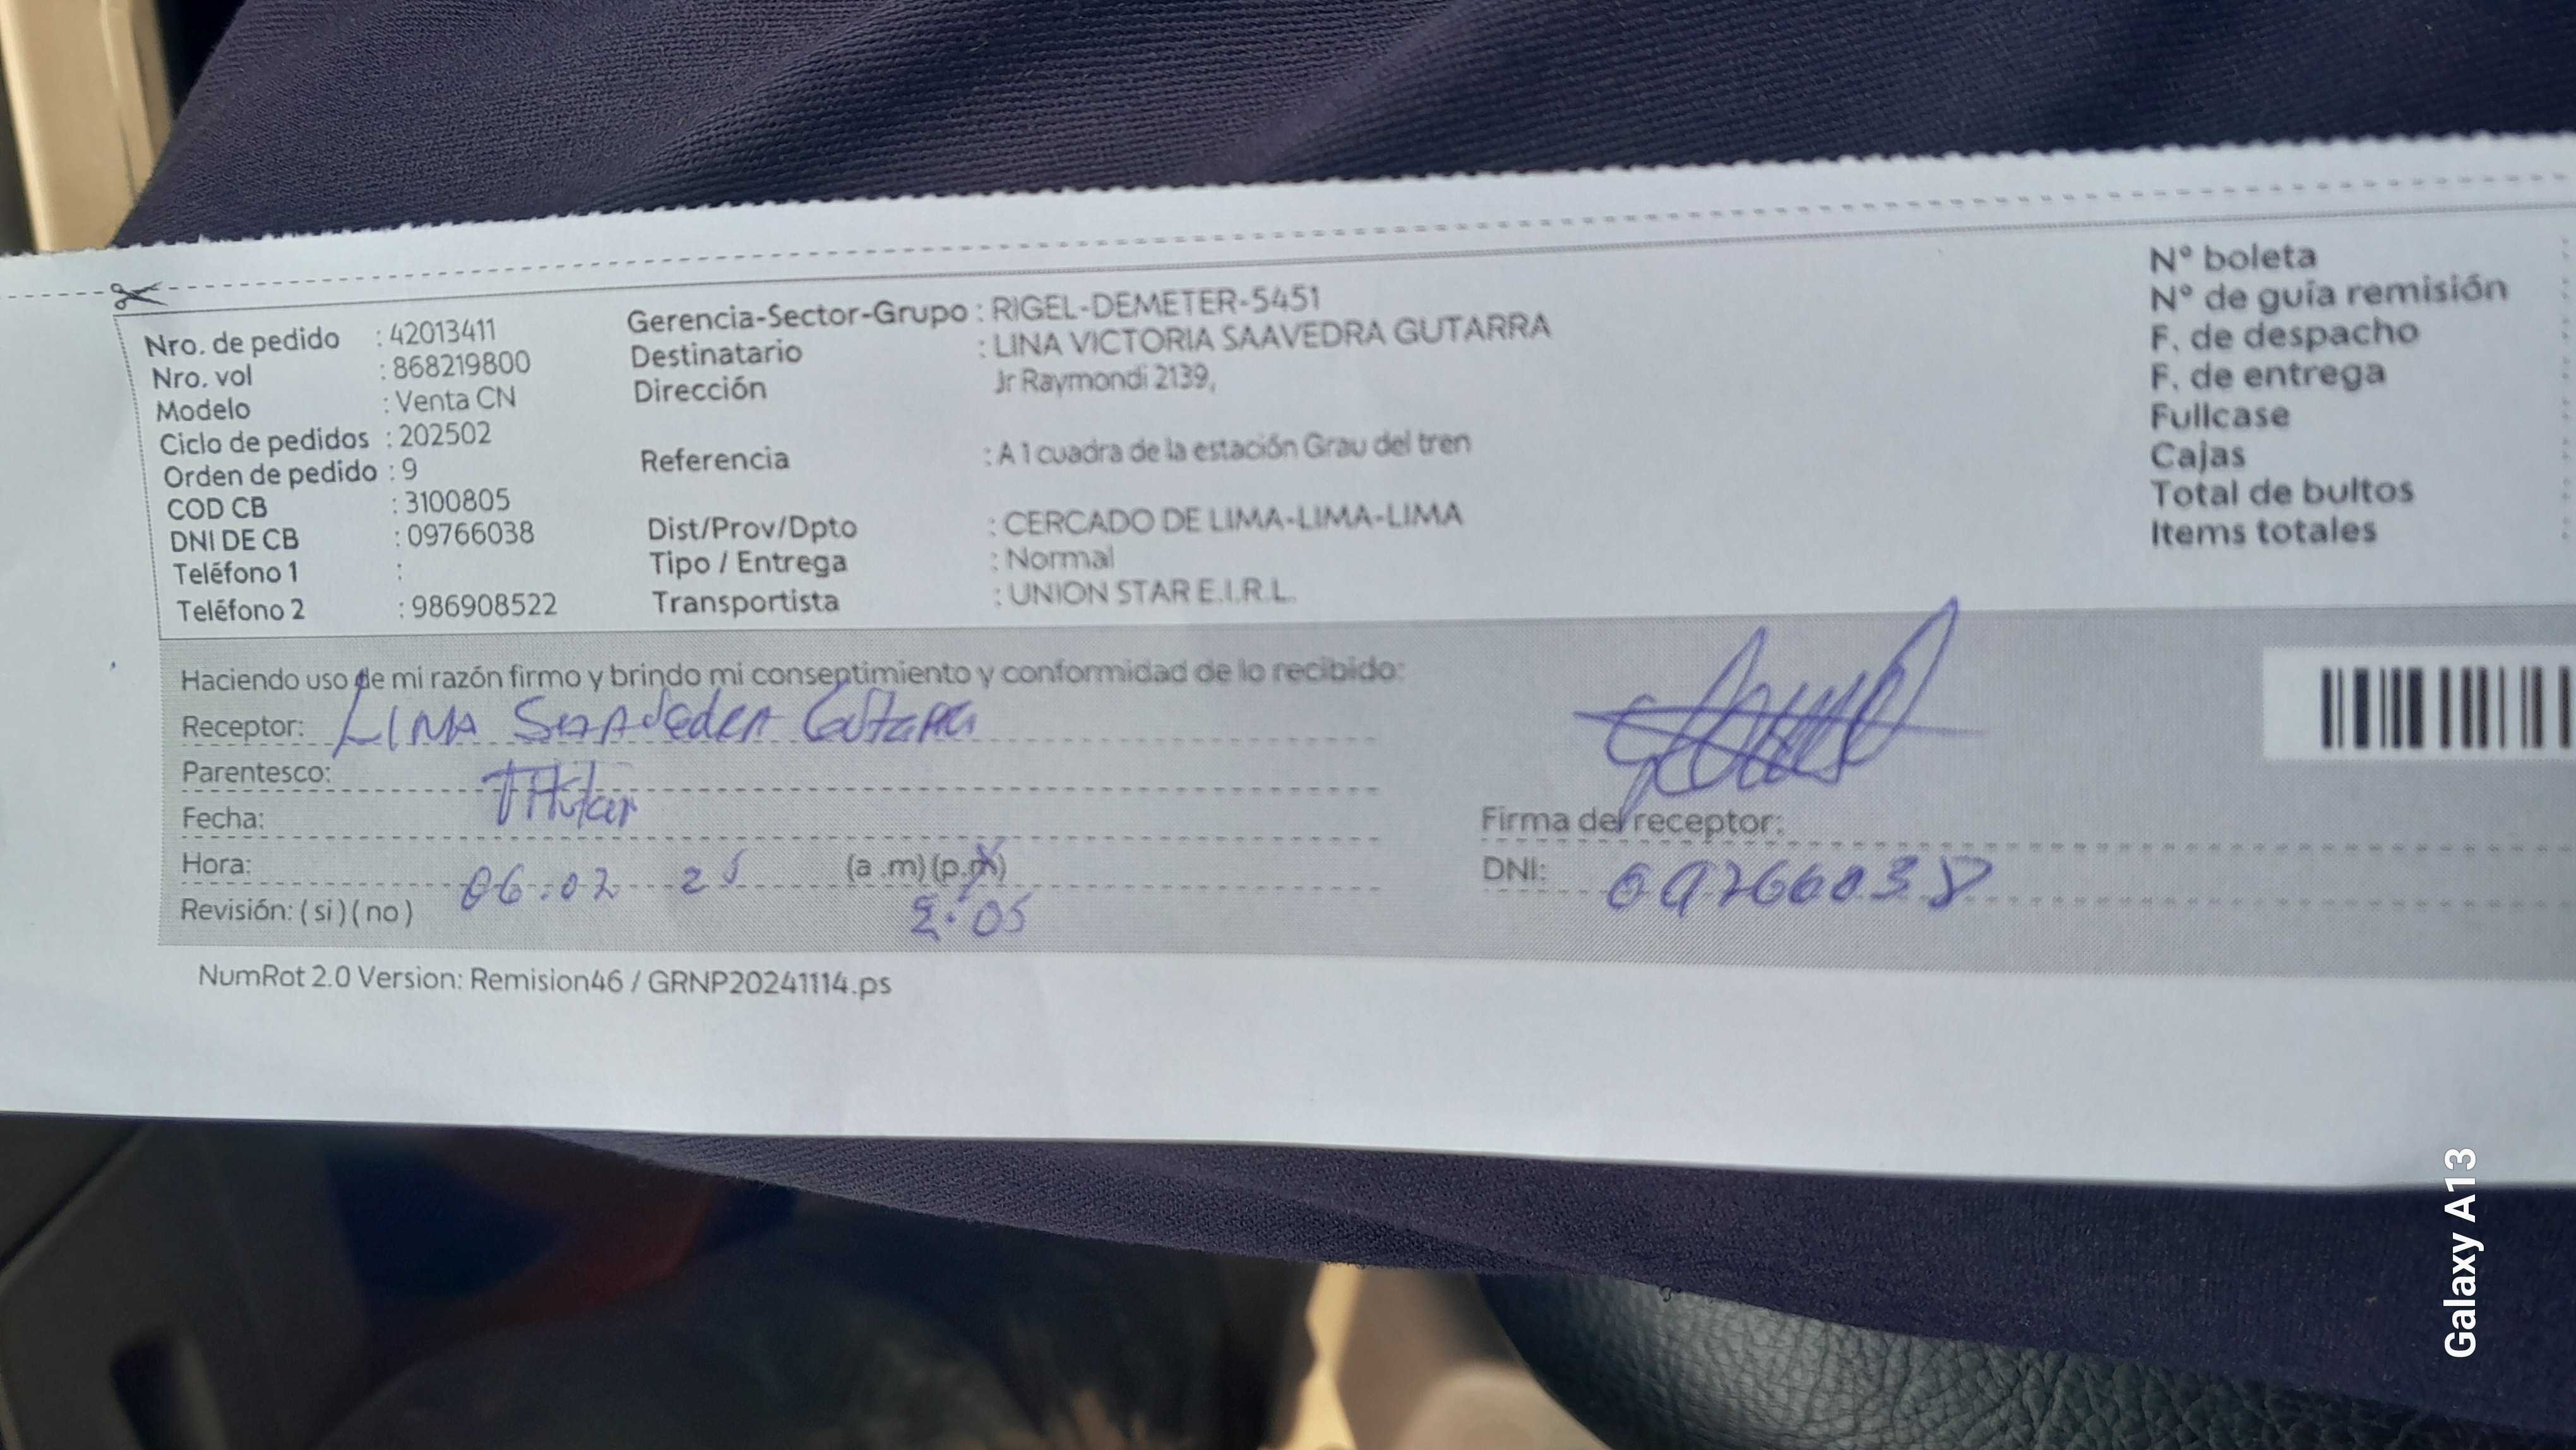 Nro. de pedido : 42013411
Nro. vol : 868219800
Modelo : Venta CN
Ciclo de pedidos : 202502
Orden de pedido : 9
COD CB : 3100805
DNI DE CB : 09766038
Teléfono 1 :
Teléfono 2 : 986908522
Gerencia-Sector-Grupo : RIGEL-DEMETER-5451
Destinatario : LINA VICTORIA SAAVEDRA GUTARRA
Dirección Jr Raymondi 2139,
Referencia : A 1 cuadra de la estación Grau del tren
Dist/Prov/Dpto : CERCADO DE LIMA-LIMA-LIMA
Tipo / Entrega : Normal
Transportista : UNION STAR E.I.R.L.
N° boleta
N° de guía remisión
F. de despacho
F. de entrega
Fullcase
Cajas
Total de bultos
Items totales
Haciendo uso de mi razón firmo y brindo mi consentimiento y conformidad de lo recibido:
Receptor: LINA SAAVEDRA Gutarra
Parentesco: Titular
Fecha:
Hora: 06.02 25 (a .m) (p.m)
Revisión: ( si ) ( no ) 2:05
Firma del receptor:
DNI: 09766038
NumRot 2.0 Version: Remision46 / GRNP20241114.ps
Galaxy A13